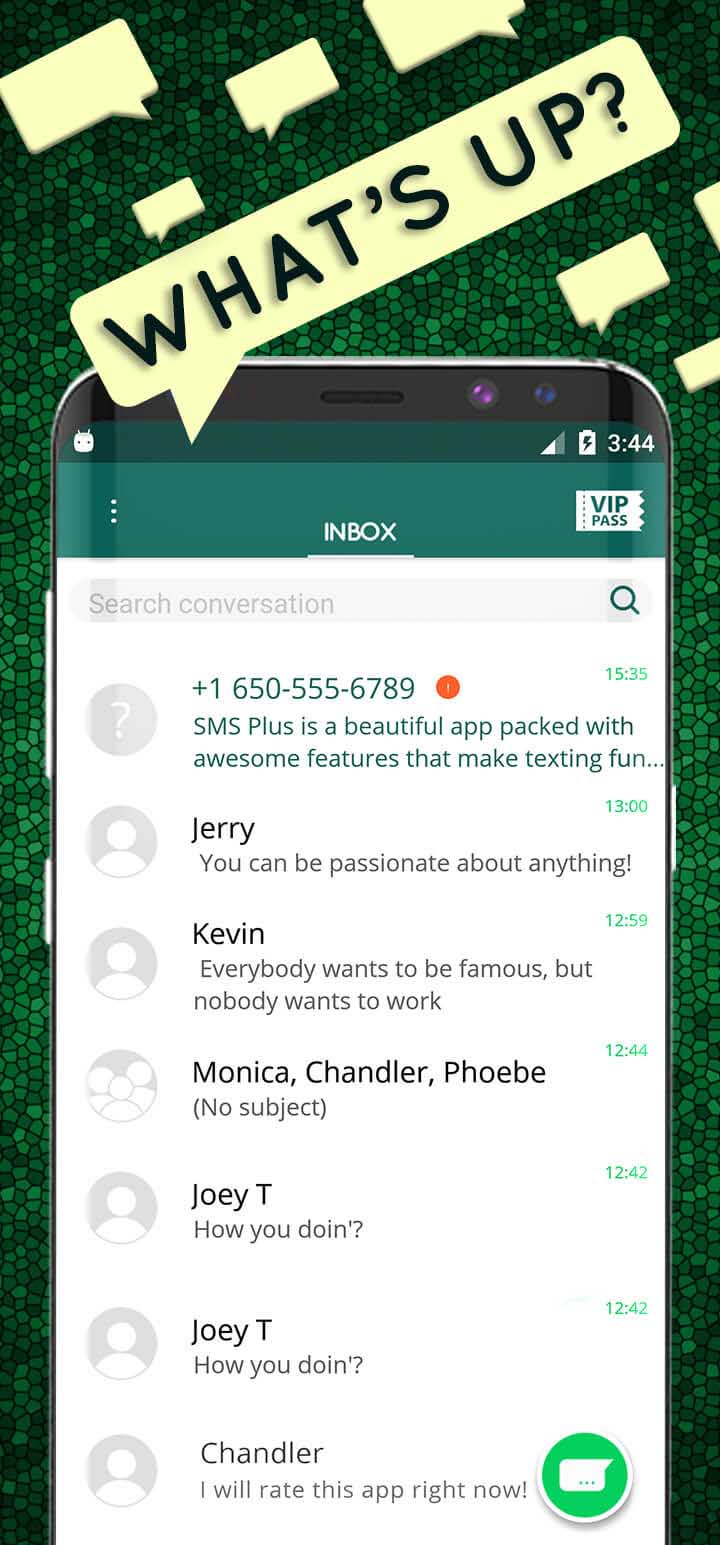 WHAT'S UP?
3:44
VIP
PASS
INBOX
Search conversation
15:35
+1 650-555-6789
SMS Plus is a beautiful app packed with
awesome features that make texting fun...
13:00
Jerry
You can be passionate about anything!
12:59
Kevin
Everybody wants to be famous, but
nobody wants to work
12:44
Monica, Chandler, Phoebe
(No subject)
12:42
Joey T
How you doin'?
12:42
Joey T
How you doin'?
Chandler
I will rate this app right now!